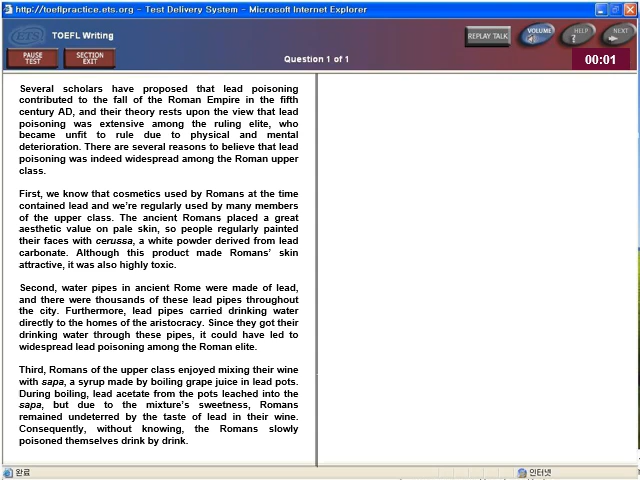 http://toeflpractice.ets.org - Test Delivery System - Microsoft Internet Explorer
ETS
TOEFL Writing
REPLAY TALK
VOLUME
HELP
?
NEXT
PAUSE
TEST
SECTION
EXIT
Question 1 of 1
00:01
Several scholars have proposed that lead poisoning
contributed to the fall of the Roman Empire in the fifth
century AD, and their theory rests upon the view that lead
poisoning was extensive among the ruling elite, who
became unfit to rule due to physical and mental
deterioration. There are several reasons to believe that lead
poisoning was indeed widespread among the Roman upper
class.
First, we know that cosmetics used by Romans at the time
contained lead and we're regularly used by many members
of the upper class. The ancient Romans placed a great
aesthetic value on pale skin, so people regularly painted
their faces with cerussa, a white powder derived from lead
carbonate. Although this product made Romans' skin
attractive, it was also highly toxic.
Second, water pipes in ancient Rome were made of lead,
and there were thousands of these lead pipes throughout
the city. Furthermore, lead pipes carried drinking water
directly to the homes of the aristocracy. Since they got their
drinking water through these pipes, it could have led to
widespread lead poisoning among the Roman elite.
Third, Romans of the upper class enjoyed mixing their wine
with sapa, a syrup made by boiling grape juice in lead pots.
During boiling, lead acetate from the pots leached into the
sapa, but due to the mixture's sweetness, Romans
remained undeterred by the taste of lead in their wine.
Consequently, without knowing, the Romans slowly
poisoned themselves drink by drink.
완료
인터넷